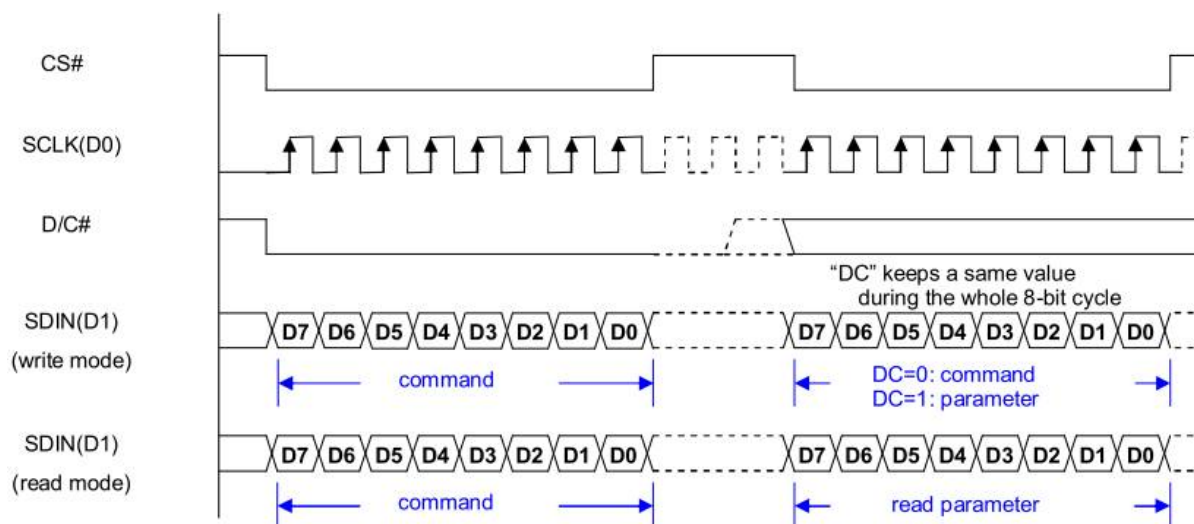 CS#
SCLK(D0)
D/C#
“DC” keeps a same value
during the whole 8-bit cycle
SDIN(D1)
(write mode)
D7 D6 D5 D4 D3 D2 D1 D0
D7 D6 D5 D4 D3 D2 D1 D0
command
DC=0: command
DC=1: parameter
SDIN(D1)
(read mode)
D7 D6 D5 D4 D3 D2 D1 D0
D7 D6 D5 D4 D3 D2 D1 D0
command
read parameter